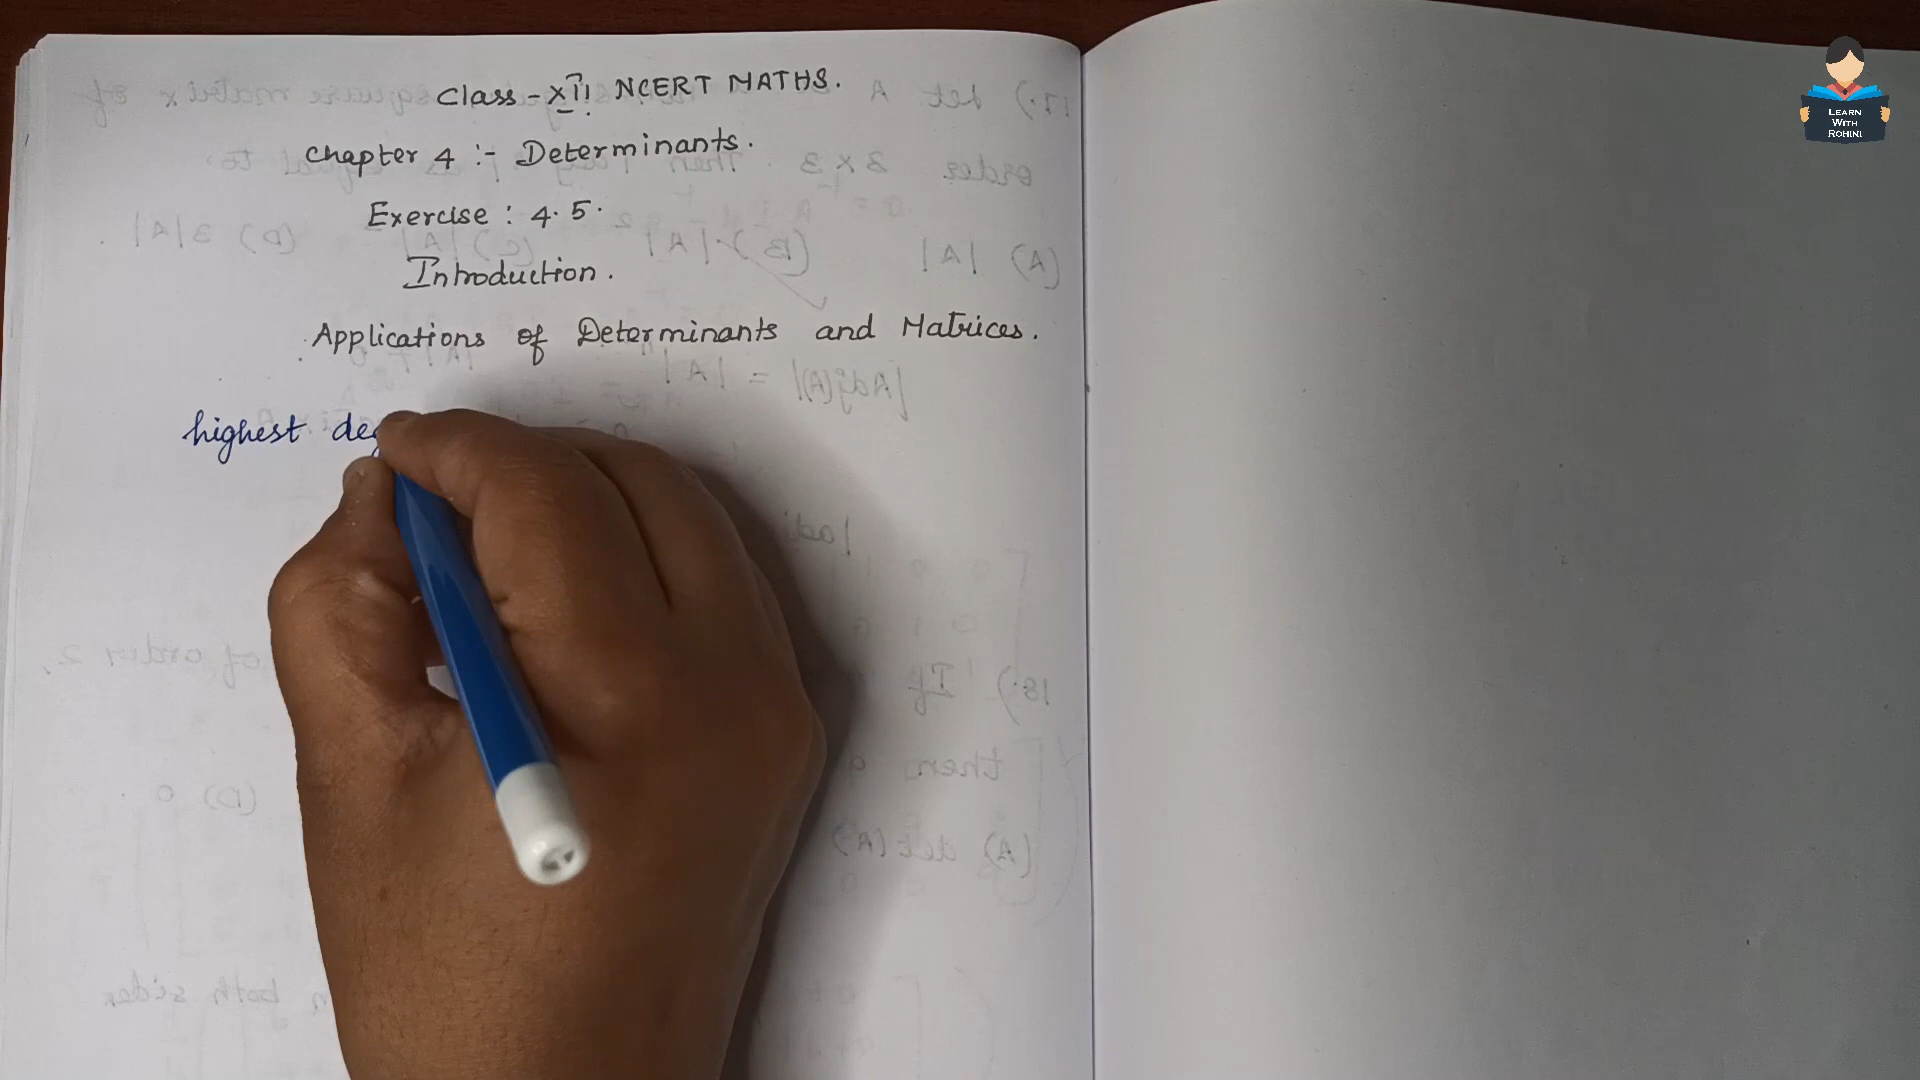 Class - XII NCERT MATHS.
Chapter 4 :- Determinants.
Exercise : 4.5.
Introduction.
Applications of Determinants and Matrices.
highest deg
LEARN
WITH
ROHINI